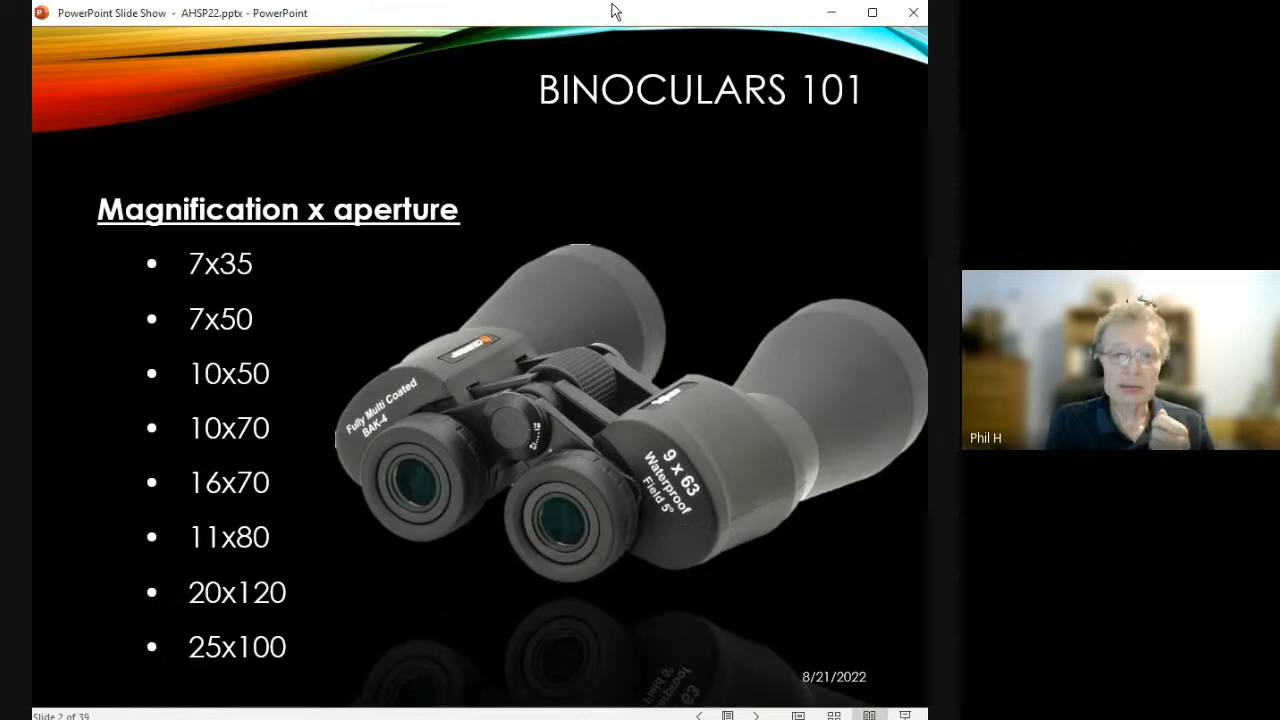 PowerPoint Slide Show - AHSP22.pptx - PowerPoint
BINOCULARS 101
Magnification x aperture
• 7x35
• 7x50
• 10x50
• 10x70
• 16x70
• 11x80
• 20x120
• 25x100
Fully Multi Coated
BAK-4
9 x 63
Waterproof
Field 5°
8/21/2022
Slide 2 of 39
Phil H